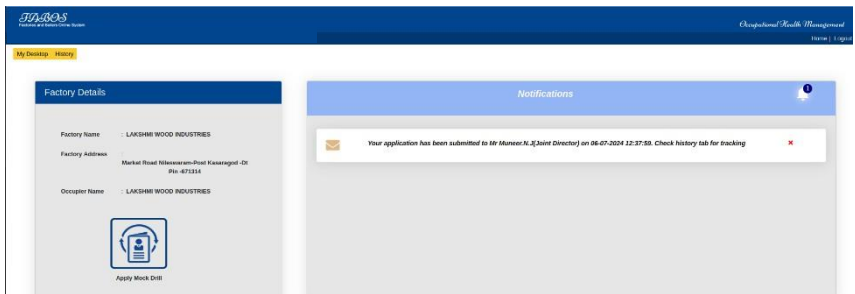 FABOS
Factories and Boilers Online System
Occupational Health Management
Home | Logout
My Desktop History
Factory Details
Notifications
1
Factory Name : LAKSHMI WOOD INDUSTRIES
Your application has been submitted to Mr Muneer.N.J(Joint Director) on 06-07-2024 12:37:59. Check history tab for tracking
Factory Address :
Market Road Nileswaram-Post Kasaragod -Dt
Pin -671314
Occupier Name : LAKSHMI WOOD INDUSTRIES
Apply Mock Drill